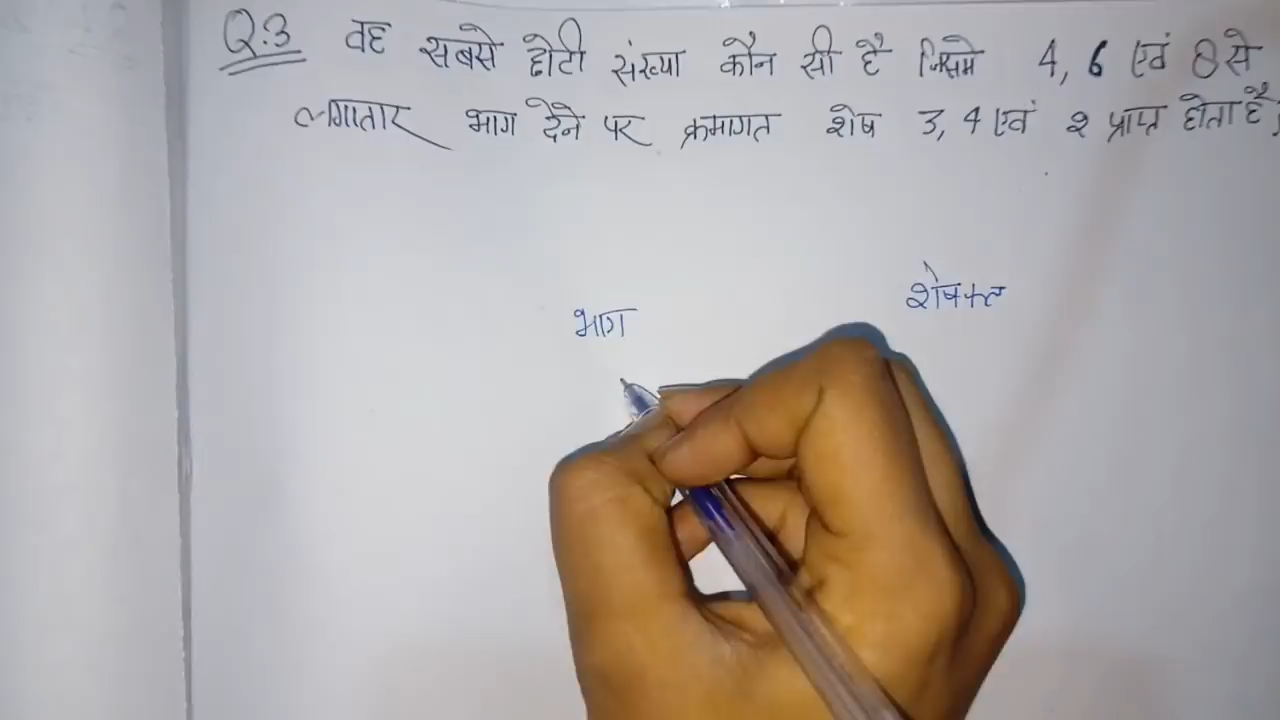 Q.3 वह सबसे छोटी संख्या कौन सी है जिसमे 4, 6 एवं 8 से
लगातार भाग देने पर क्रमागत शेष 3, 4 एवं 2 प्राप्त होता है।
भाग शेषफल